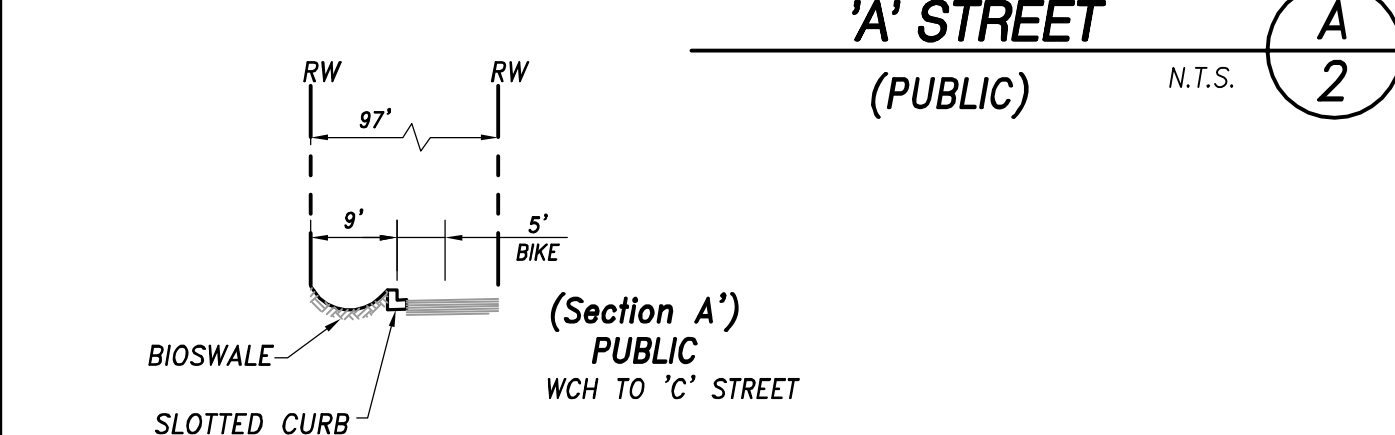 'A' STREET
(PUBLIC)
N.T.S.
A
2
RW RW
97'
9'
5'
BIKE
(Section A')
PUBLIC
WCH TO 'C' STREET
BIOSWALE
SLOTTED CURB